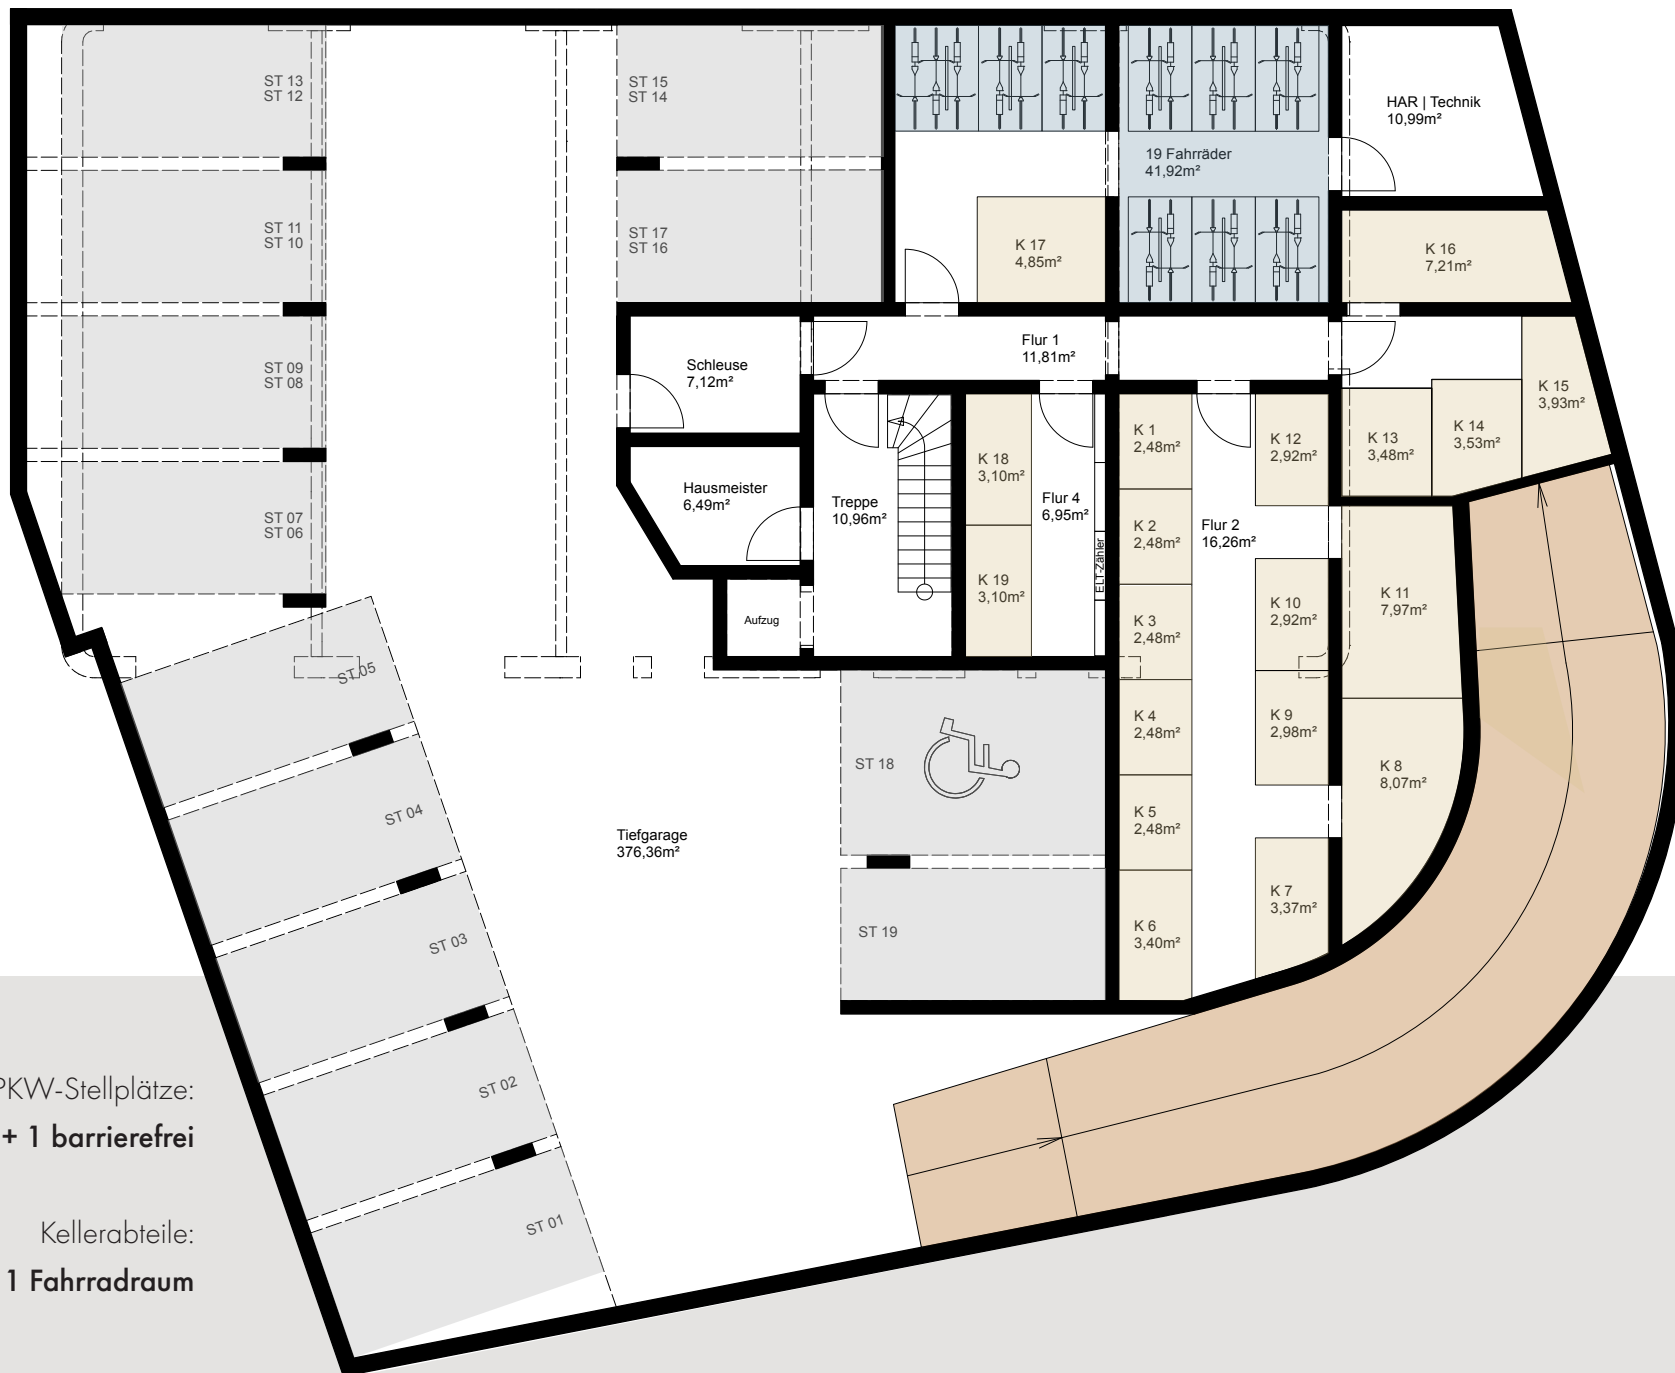 ST 13
ST 12
ST 15
ST 14
HAR | Technik
10,99m²
19 Fahrräder
41,92m²
ST 11
ST 10
ST 17
ST 16
K 17
4,85m²
K 16
7,21m²
Flur 1
11,81m²
Schleuse
7,12m²
ST 09
ST 08
K 15
3,93m²
K 1
2,48m²
K 12
2,92m²
K 13
3,48m²
K 14
3,53m²
K 18
3,10m²
Hausmeister
6,49m²
Treppe
10,96m²
Flur 4
6,95m²
ST 07
ST 06
K 2
2,48m²
Flur 2
16,26m²
ELT-Zähler
K 19
3,10m²
Aufzug
K 3
2,48m²
K 10
2,92m²
K 11
7,97m²
ST 05
K 4
2,48m²
K 9
2,98m²
ST 18
K 8
8,07m²
ST 04
K 5
2,48m²
Tiefgarage
376,36m²
K 7
3,37m²
ST 03
ST 19
K 6
3,40m²
PKW-Stellplätze:
+ 1 barrierefrei
ST 02
Kellerabteile:
1 Fahrradraum
ST 01